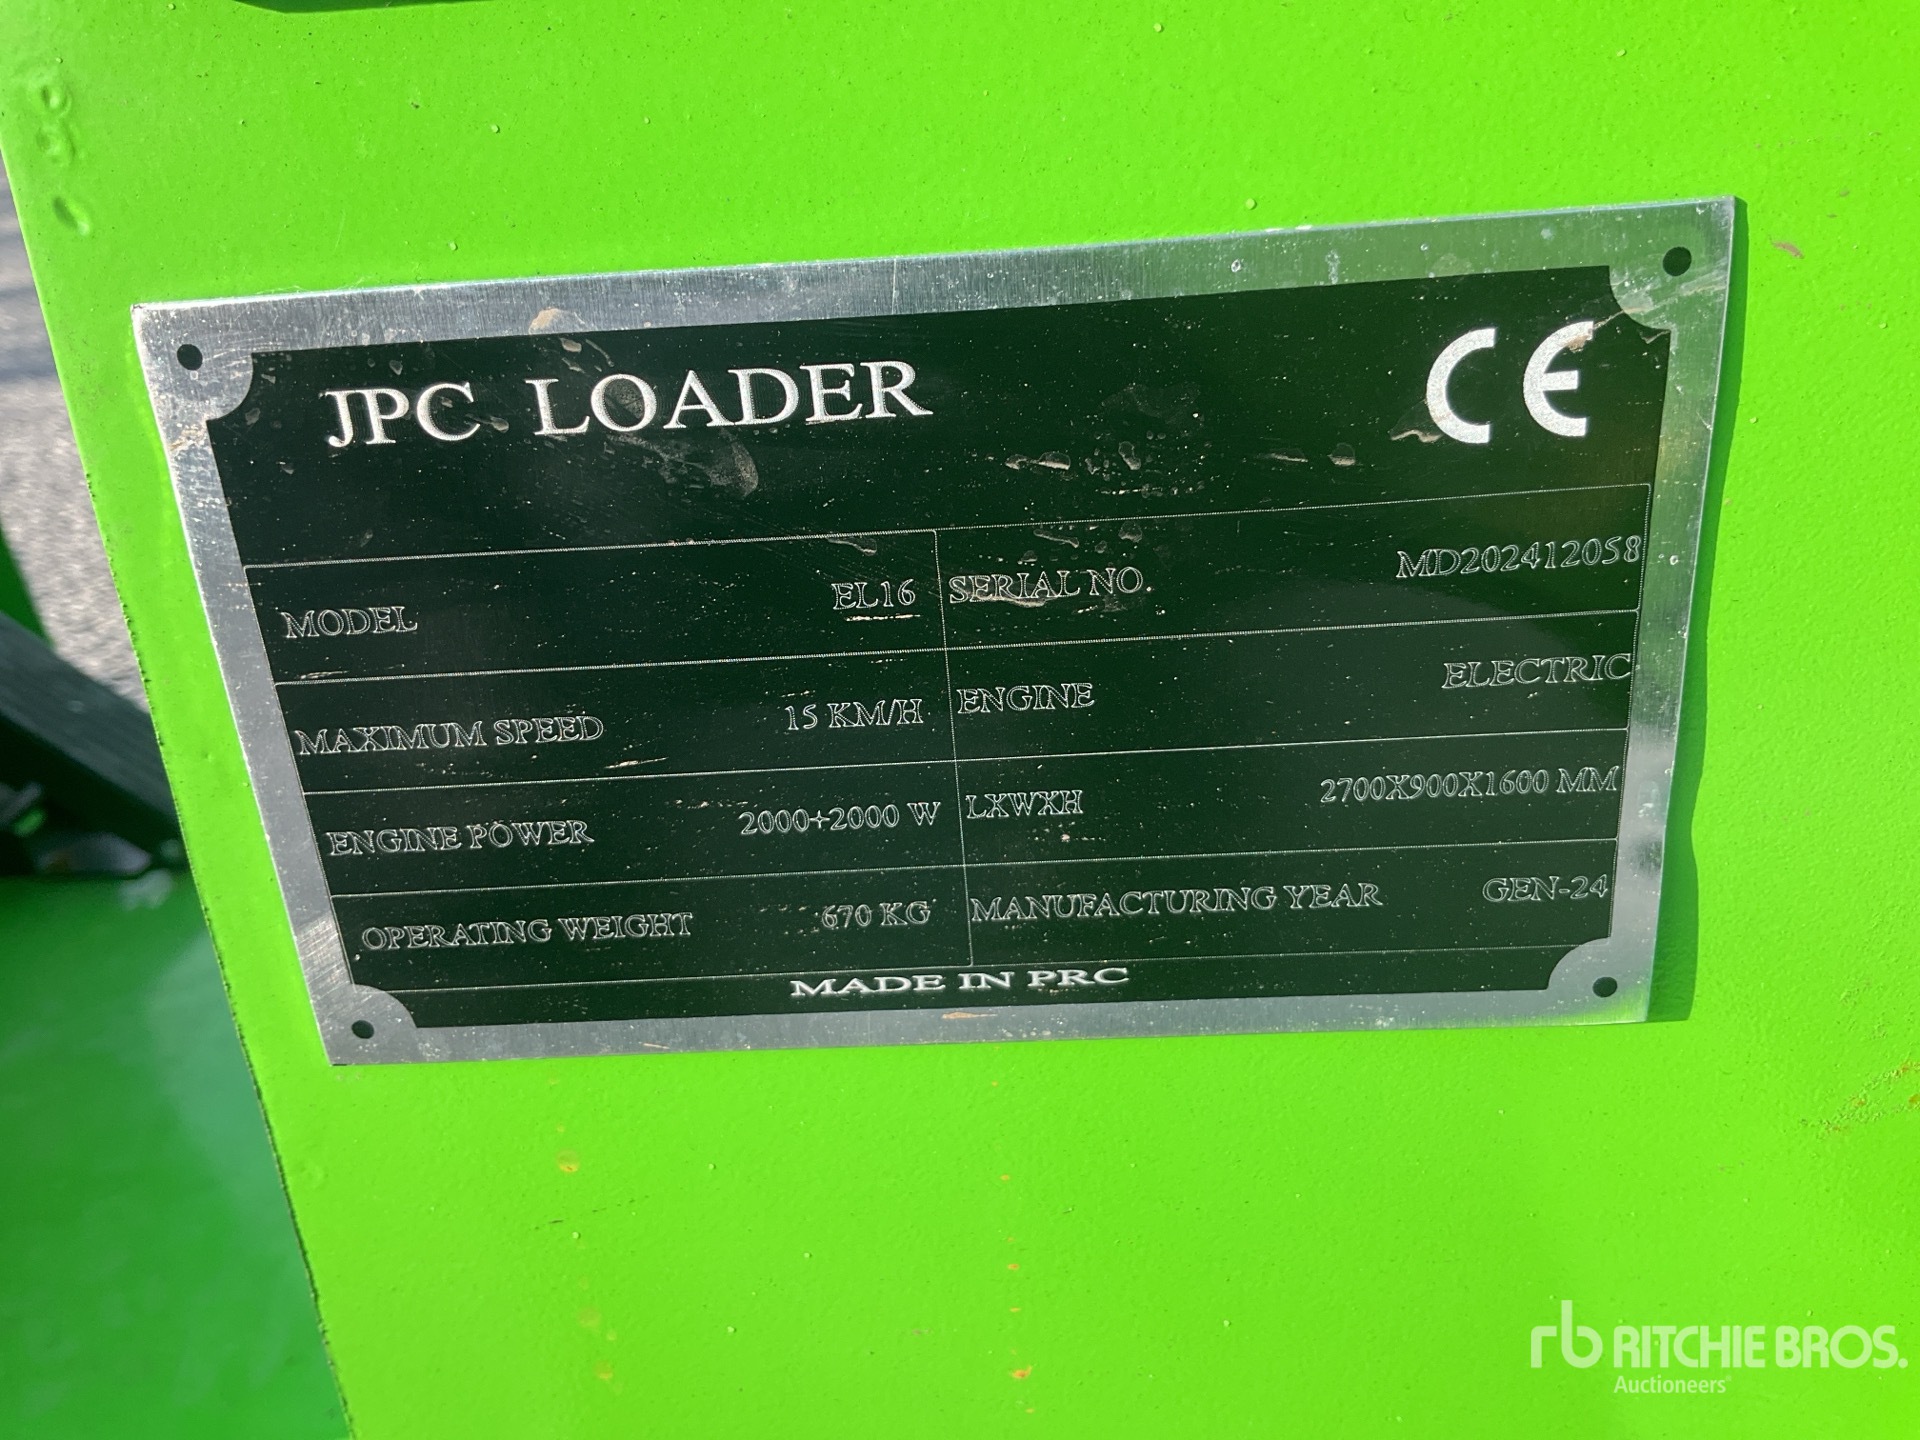 JPC LOADER
CE
MODEL EL16 SERIAL NO. MD202412058
MAXIMUM SPEED 15 KM/H ENGINE ELECTRIC
ENGINE POWER 2000+2000 W LXWXH 2700X900X1600 MM
OPERATING WEIGHT 670 KG MANUFACTURING YEAR GEN-24
MADE IN PRC
rb RITCHIE BROS.
Auctioneers